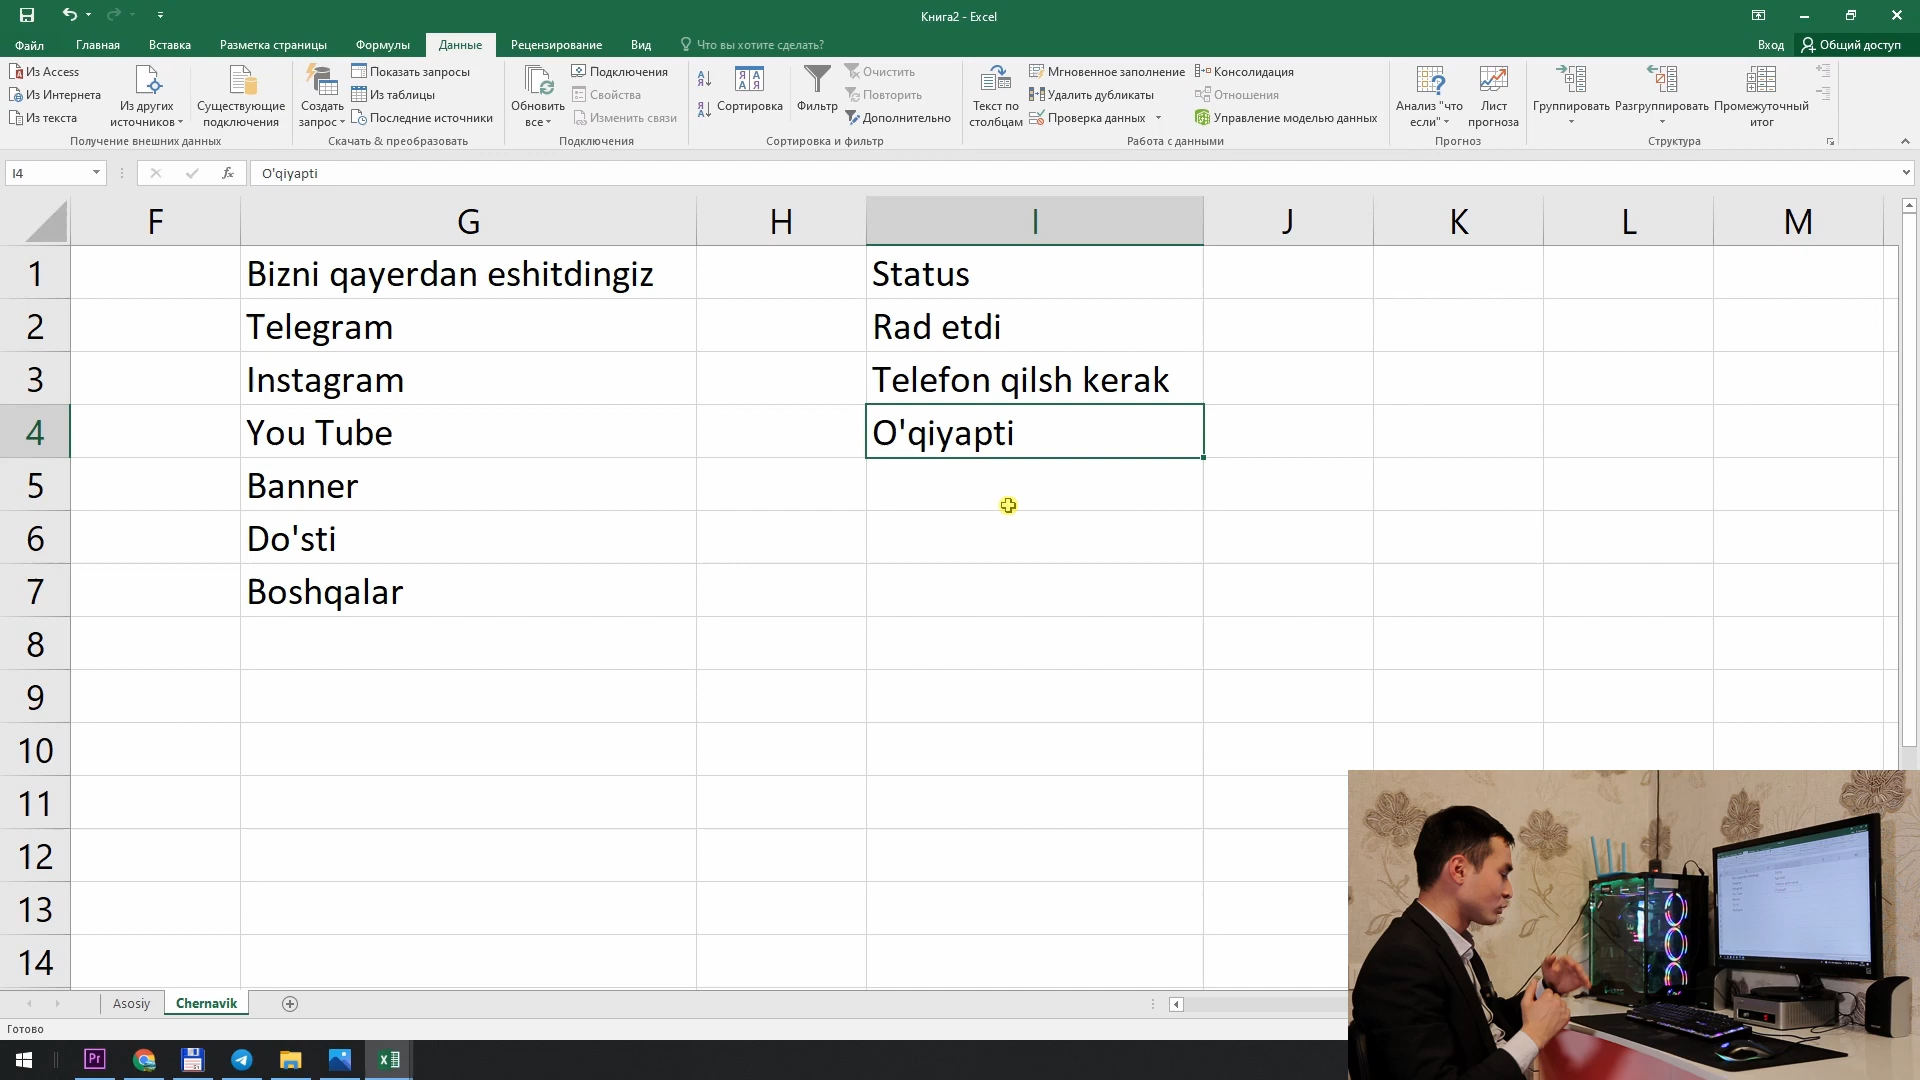 Книга2 - Excel
Файл Главная Вставка Разметка страницы Формулы Данные Рецензирование Вид Что вы хотите сделать? Вход Общий доступ
Из Access
Из Интернета
Из текста
Из других источников
Существующие подключения
Получение внешних данных
Создать запрос
Показать запросы
Из таблицы
Последние источники
Скачать & преобразовать
Обновить все
Подключения
Свойства
Изменить связи
Подключения
Сортировка
Фильтр
Очистить
Повторить
Дополнительно
Сортировка и фильтр
Текст по столбцам
Мгновенное заполнение
Удалить дубликаты
Проверка данных
Консолидация
Отношения
Управление моделью данных
Работа с данными
Анализ "что если"
Лист прогноза
Прогноз
Группировать
Разгруппировать
Промежуточный итог
Структура
I4 fx O'qiyapti
F G H I J K L M
1 Bizni qayerdan eshitdingiz Status
2 Telegram Rad etdi
3 Instagram Telefon qilsh kerak
4 You Tube O'qiyapti
5 Banner
6 Do'sti
7 Boshqalar
8
9
10
11
12
13
14
Asosiy Chernavik
Готово
Pr